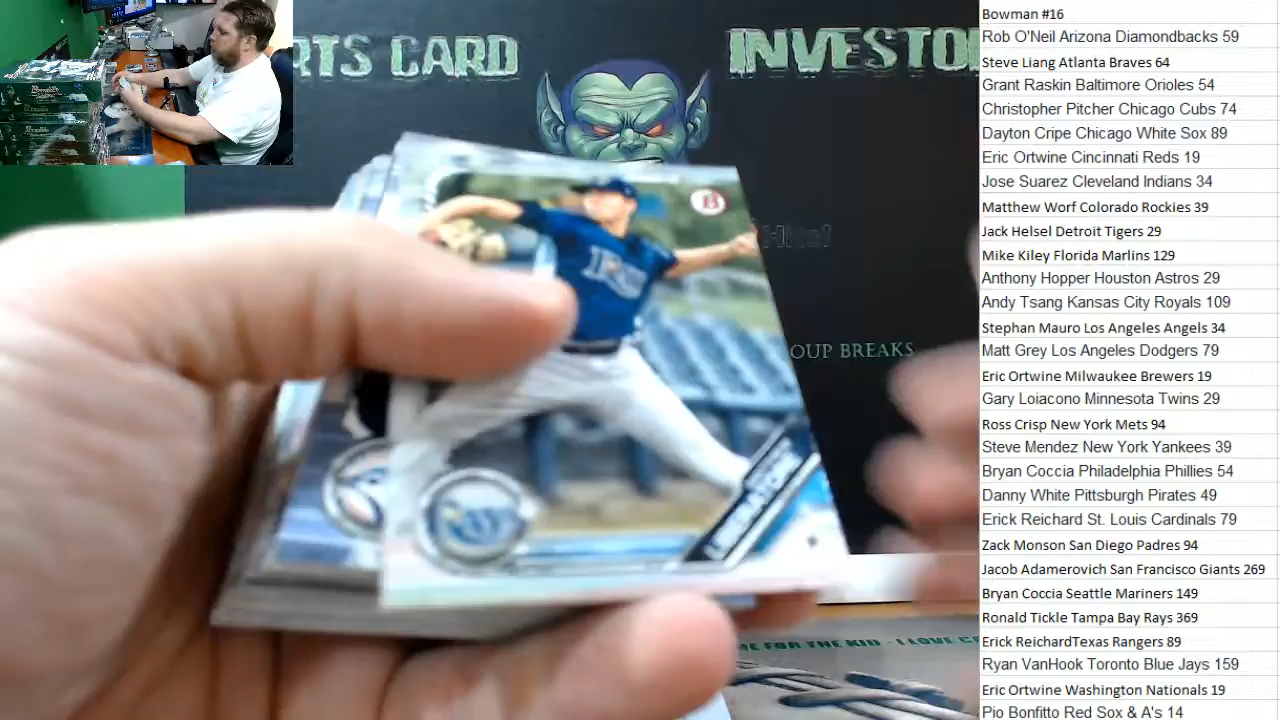 RTS CARD
INVESTO
OUP BREAKS
RAYS
LIBERATORE
E FOR THE KID - I LOVE C
Bowman #16
Rob O'Neil Arizona Diamondbacks 59
Steve Liang Atlanta Braves 64
Grant Raskin Baltimore Orioles 54
Christopher Pitcher Chicago Cubs 74
Dayton Cripe Chicago White Sox 89
Eric Ortwine Cincinnati Reds 19
Jose Suarez Cleveland Indians 34
Matthew Worf Colorado Rockies 39
Jack Helsel Detroit Tigers 29
Mike Kiley Florida Marlins 129
Anthony Hopper Houston Astros 29
Andy Tsang Kansas City Royals 109
Stephan Mauro Los Angeles Angels 34
Matt Grey Los Angeles Dodgers 79
Eric Ortwine Milwaukee Brewers 19
Gary Loiacono Minnesota Twins 29
Ross Crisp New York Mets 94
Steve Mendez New York Yankees 39
Bryan Coccia Philadelphia Phillies 54
Danny White Pittsburgh Pirates 49
Erick Reichard St. Louis Cardinals 79
Zack Monson San Diego Padres 94
Jacob Adamerovich San Francisco Giants 269
Bryan Coccia Seattle Mariners 149
Ronald Tickle Tampa Bay Rays 369
Erick ReichardTexas Rangers 89
Ryan VanHook Toronto Blue Jays 159
Eric Ortwine Washington Nationals 19
Pio Bonfitto Red Sox & A's 14